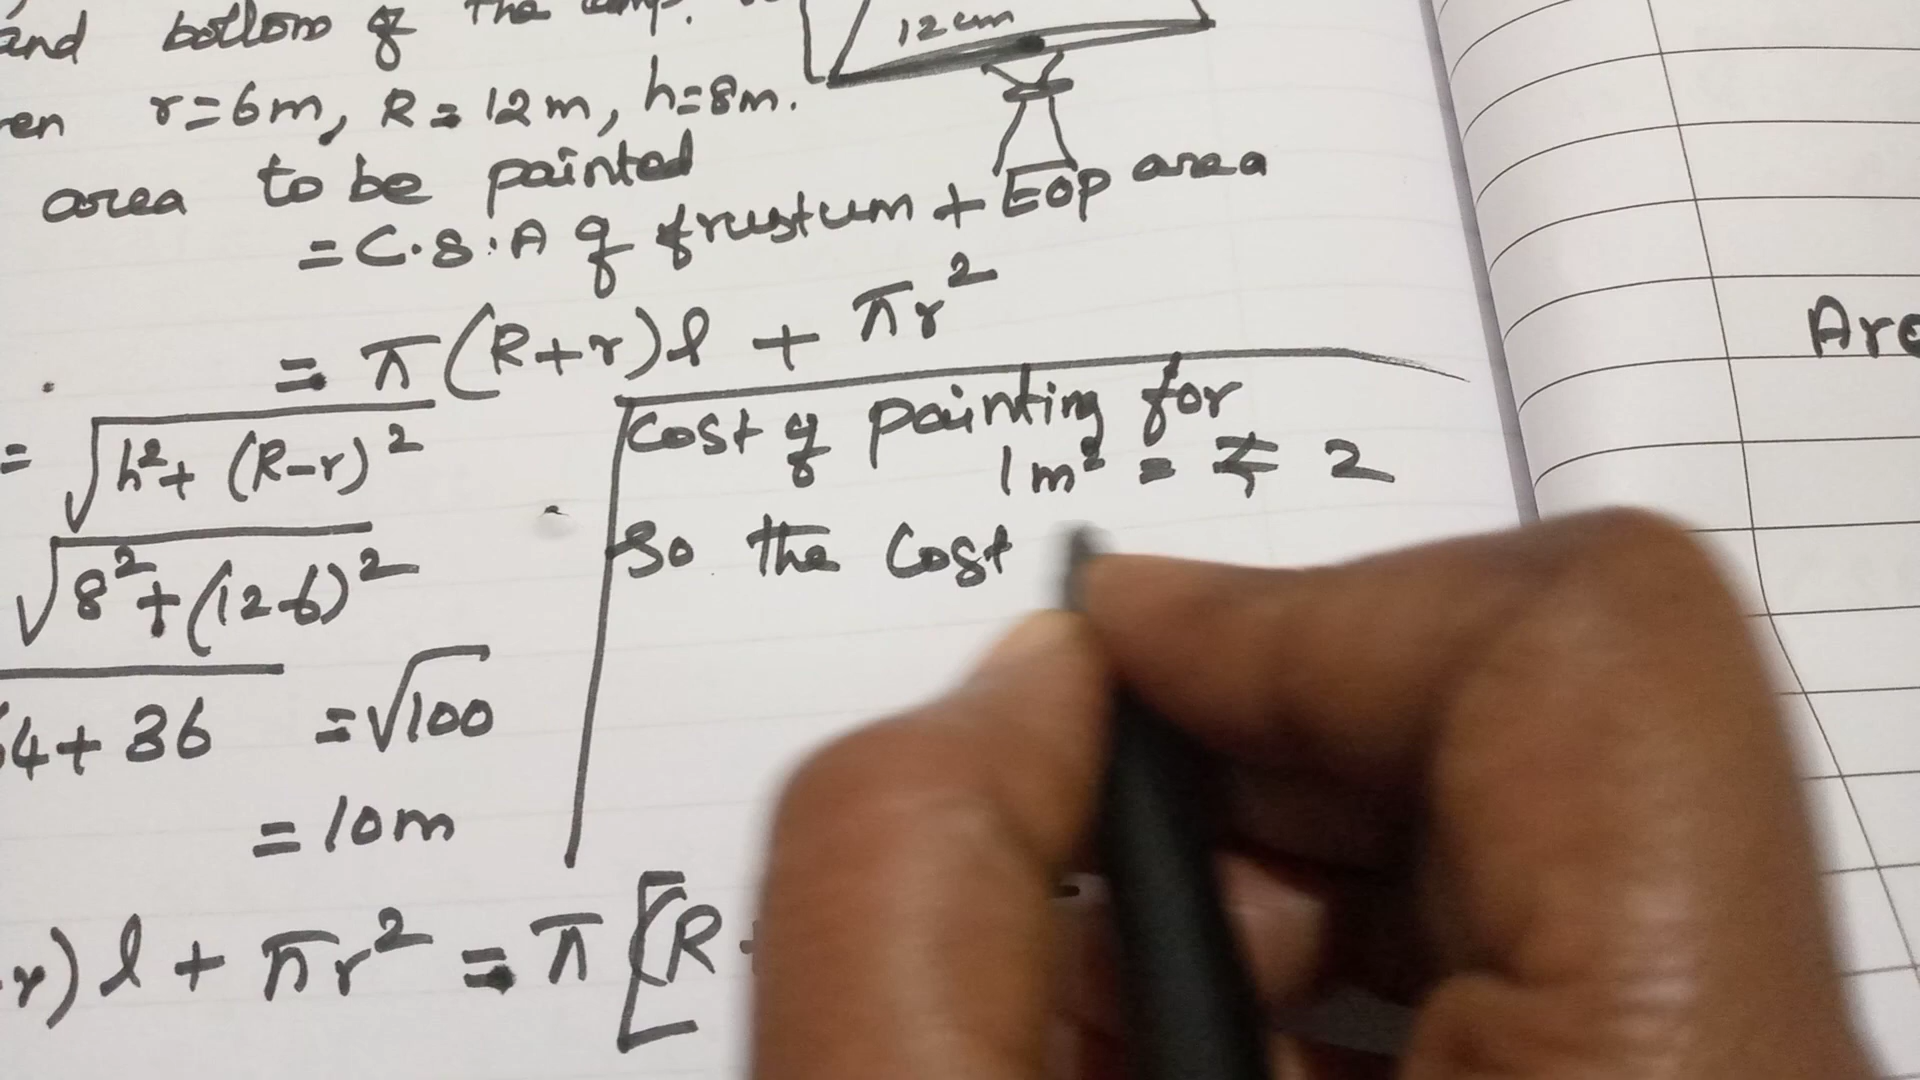 and bottom of the
12cm
r=6m, R=12m, h=8m.
area to be painted
= C.S.A of frustum + Top area
= π(R+r)l + πr²
= √h²+(R-r)²
√8²+(12-6)²
4+36 =√100
= 10m
Cost of painting for
1m² = ₹ 2
So the Cost
r)l + πr² = π[(R
Are